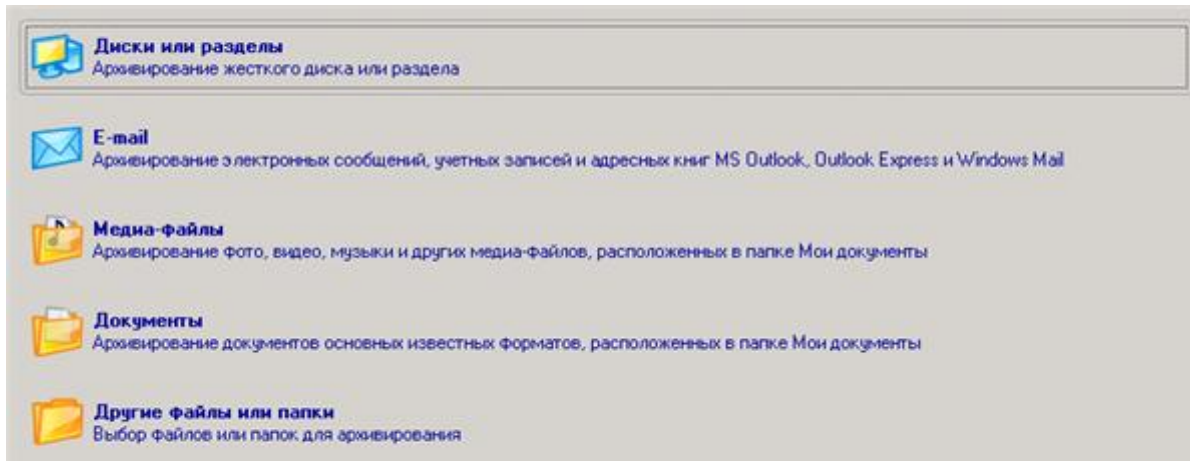 Диски или разделы
Архивирование жесткого диска или раздела
E-mail
Архивирование электронных сообщений, учетных записей и адресных книг MS Outlook, Outlook Express и Windows Mail
Медиа-файлы
Архивирование фото, видео, музыки и других медиа-файлов, расположенных в папке Мои документы
Документы
Архивирование документов основных известных форматов, расположенных в папке Мои документы
Другие файлы или папки
Выбор файлов или папок для архивирования